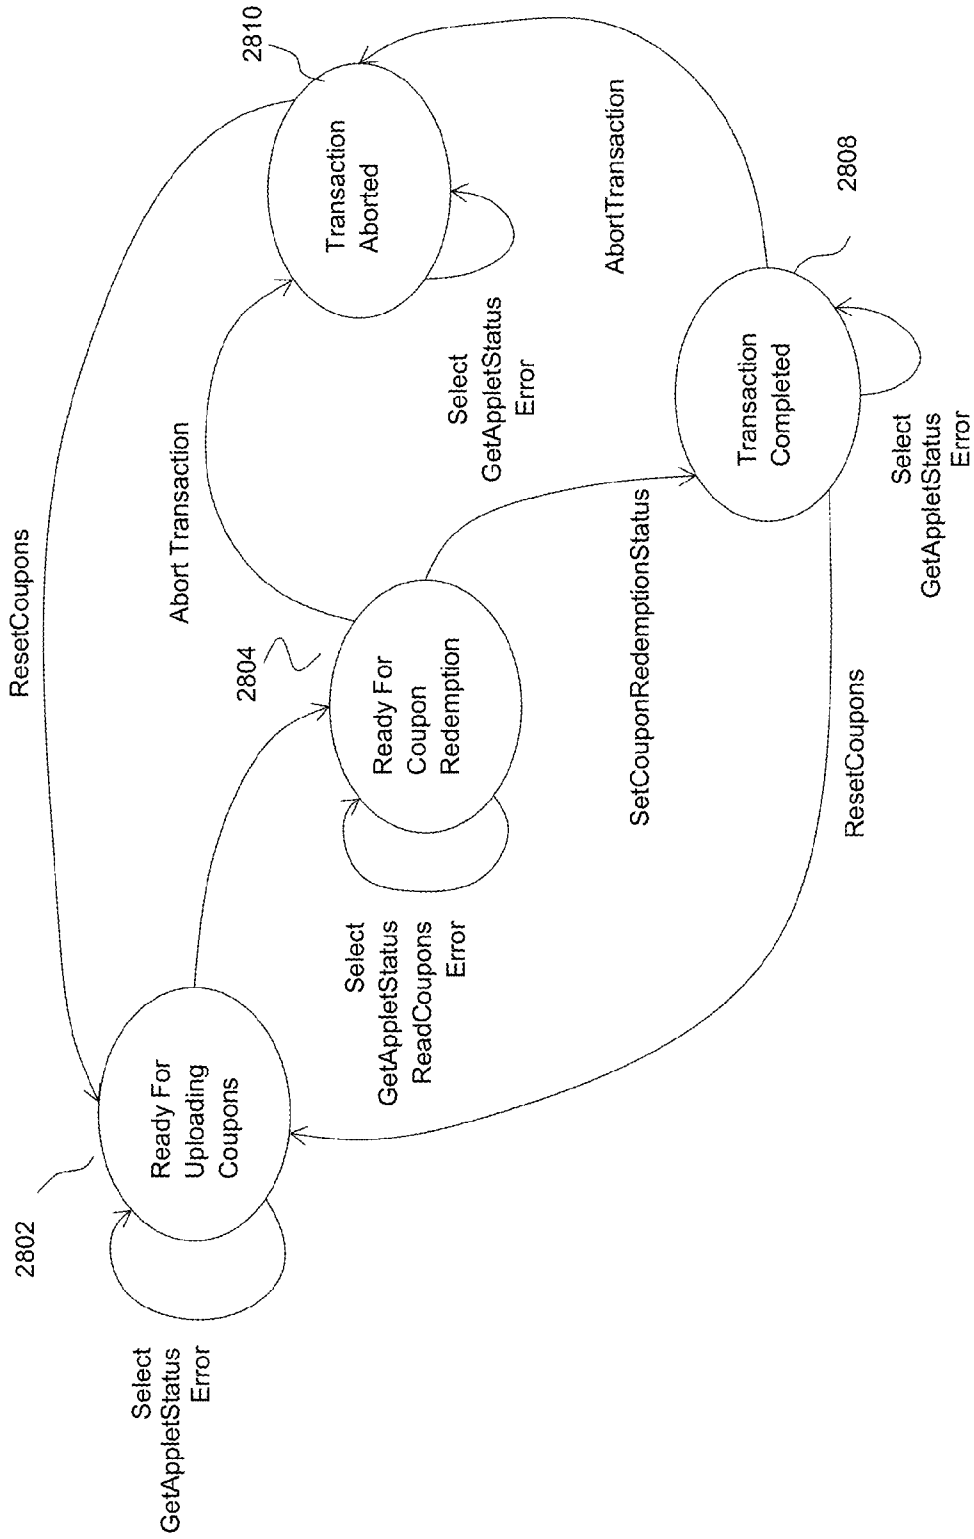 2802
Select
GetAppletStatus
Error
Ready For
Uploading
Coupons
ResetCoupons
Abort Transaction
2804
Ready For
Coupon
Redemption
Select
GetAppletStatus
ReadCoupons
Error
2810
Transaction
Aborted
Select
GetAppletStatus
Error
SetCouponRedemptionStatus
AbortTransaction
2808
Transaction
Completed
Select
GetAppletStatus
Error
ResetCoupons